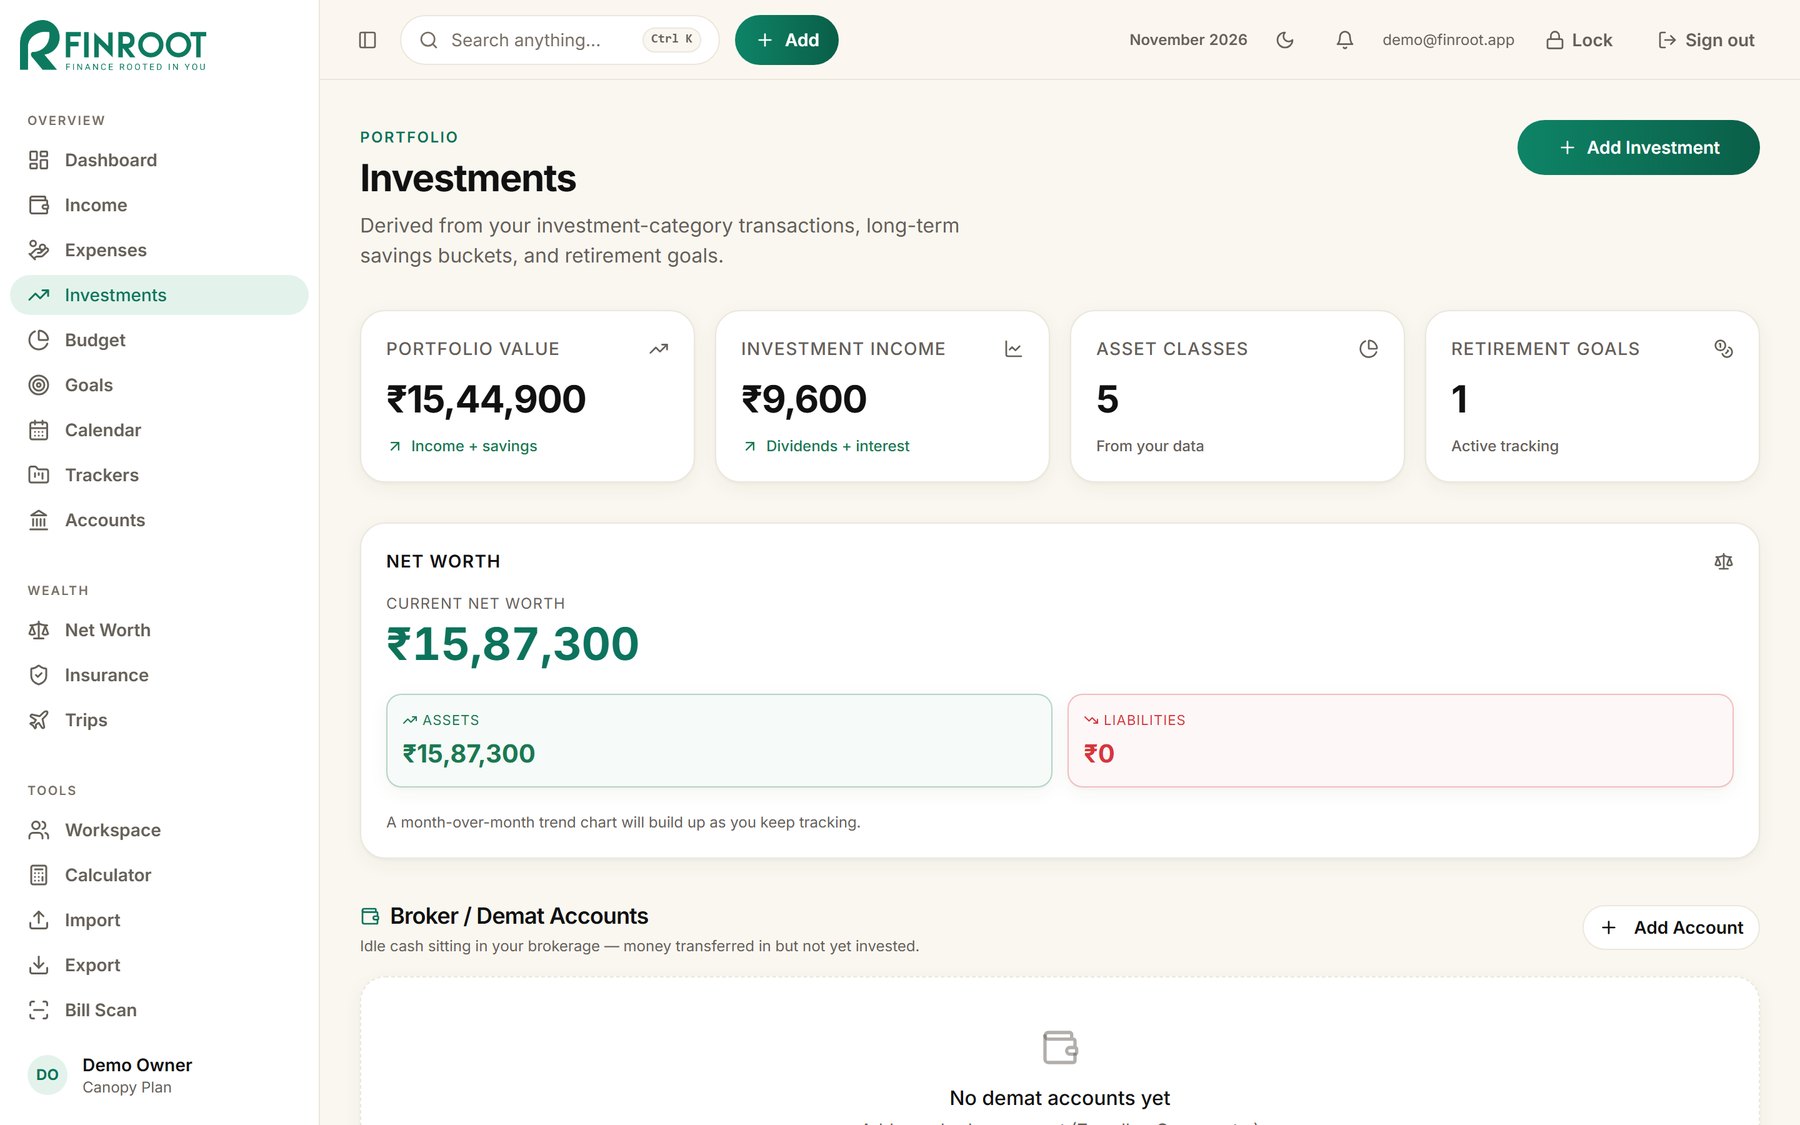 FINROOT
FINANCE ROOTED IN YOU
OVERVIEW
Dashboard
Income
Expenses
Investments
Budget
Goals
Calendar
Trackers
Accounts
WEALTH
Net Worth
Insurance
Trips
TOOLS
Workspace
Calculator
Import
Export
Bill Scan
DO
Demo Owner
Canopy Plan
Search anything...
Ctrl K
Add
November 2026
demo@finroot.app
Lock
Sign out
PORTFOLIO
Investments
Derived from your investment-category transactions, long-term
savings buckets, and retirement goals.
Add Investment
PORTFOLIO VALUE
₹15,44,900
Income + savings
INVESTMENT INCOME
₹9,600
Dividends + interest
ASSET CLASSES
5
From your data
RETIREMENT GOALS
1
Active tracking
NET WORTH
CURRENT NET WORTH
₹15,87,300
ASSETS
₹15,87,300
LIABILITIES
₹0
A month-over-month trend chart will build up as you keep tracking.
Broker / Demat Accounts
Idle cash sitting in your brokerage — money transferred in but not yet invested.
Add Account
No demat accounts yet